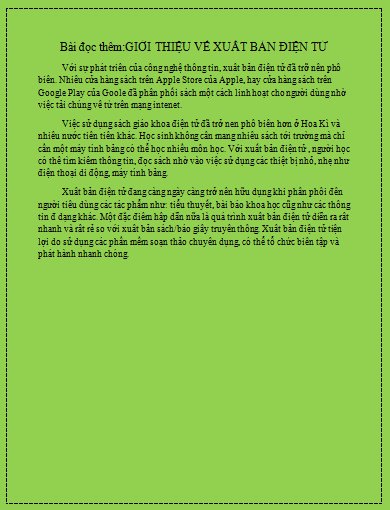 Bài đọc thêm:GIỚI THIỆU VỀ XUẤT BẢN ĐIỆN TỬ
Với sự phát triển của công nghệ thông tin, xuất bản điện tử đã trở nên phổ
biến. Nhiều cửa hàng sách trên Apple Store của Apple, hay cửa hàng sách trên
Google Play của Goole đã phân phối sách một cách linh hoạt cho người dùng nhờ
việc tải chúng về từ trên mạng intenet.
Việc sử dụng sách giáo khoa điện tử đã trở nen phổ biến hơn ở Hoa Kì và
nhiều nước tiên tiến khác. Học sinh không cần mang nhiều sách tới trường mà chỉ
cần một máy tính bảng có thể học nhiều môn học. Với xuất bản điện tử , người học
có thể tìm kiếm thông tin, đọc sách nhờ vào việc sử dụng các thiết bị nhỏ, nhẹ như
điện thoại di động, máy tính bảng.
Xuất bản điện tử đang càng ngày càng trở nên hữu dụng khi phân phối đến
người tiêu dùng các tác phẩm như: tiểu thuyết, bài báo khoa học cũng như các thông
tin đ dạng khác. Một đặc điểm hấp dẫn nữa là quá trình xuất bản điện tử diễn ra rất
nhanh và rất rẻ so với xuất bản sách/báo giấy truyền thống. Xuất bản điện tử tiện
lợi do sử dụng các phần mềm soạn thảo chuyên dụng, có thể tổ chức biên tập và
phát hành nhanh chóng.